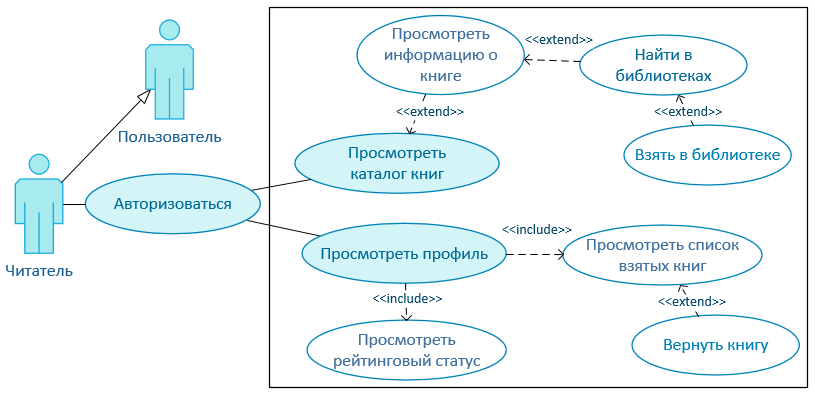 Просмотреть
информацию о
книге
<<extend>>
Найти в
библиотеках
<<extend>>
<<extend>>
Пользователь
Просмотреть
каталог книг
Взять в библиотеке
Авторизоваться
Читатель
Просмотреть профиль
<<include>>
Просмотреть список
взятых книг
<<include>>
<<extend>>
Просмотреть
рейтинговый статус
Вернуть книгу